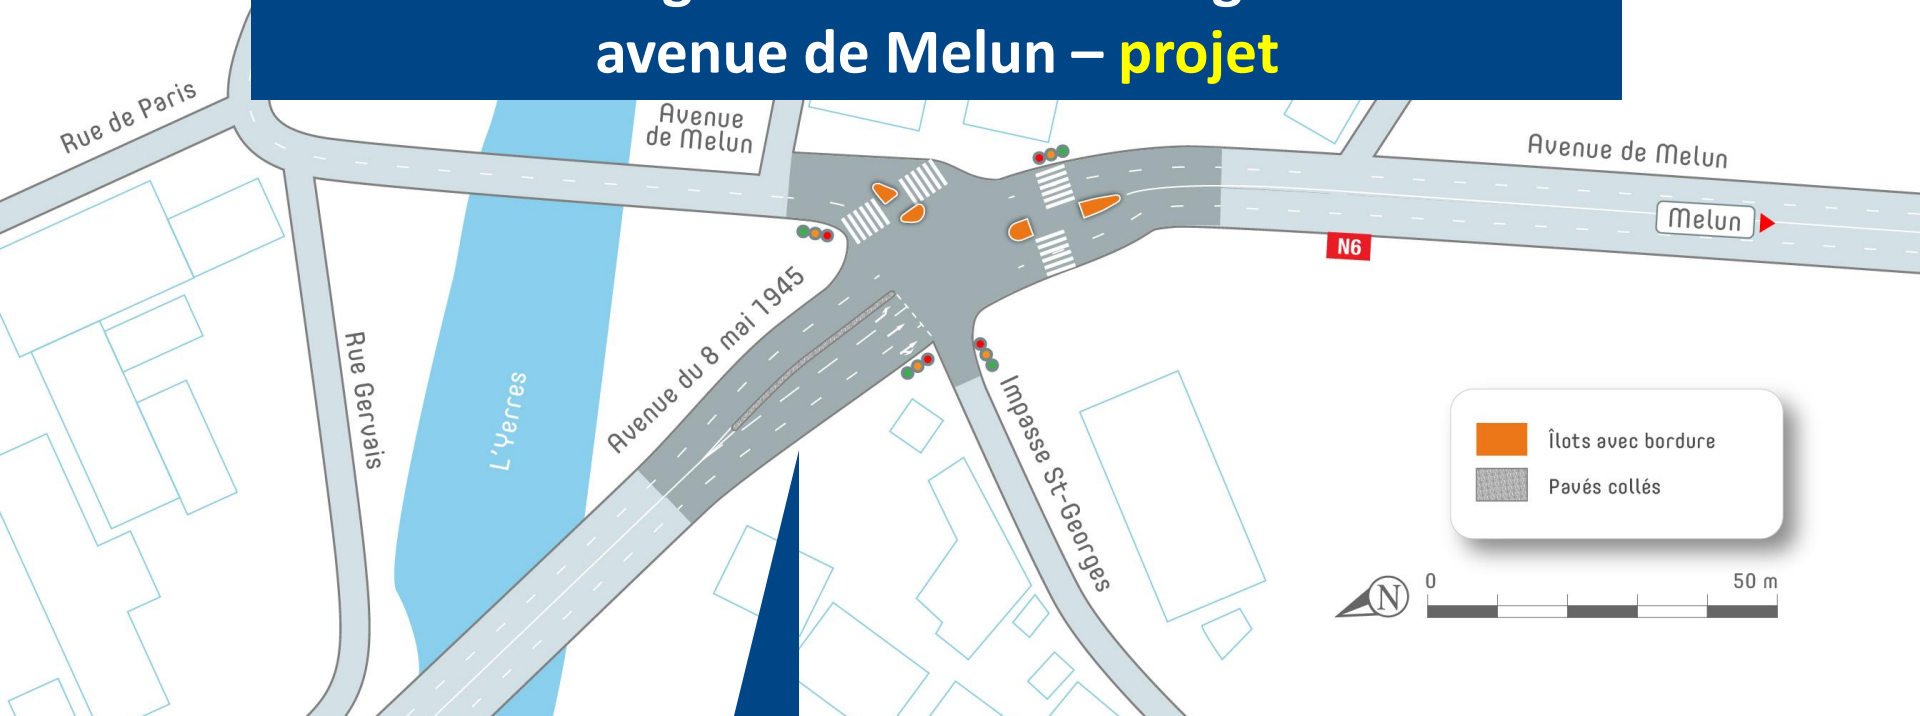 avenue de Melun – projet
Rue de Paris
Avenue
de Melun
Avenue de Melun
Melun
N6
Avenue du 8 mai 1945
Rue Gervais
L'Yerres
Impasse St-Georges
Îlots avec bordure
Pavés collés
N
0
50 m